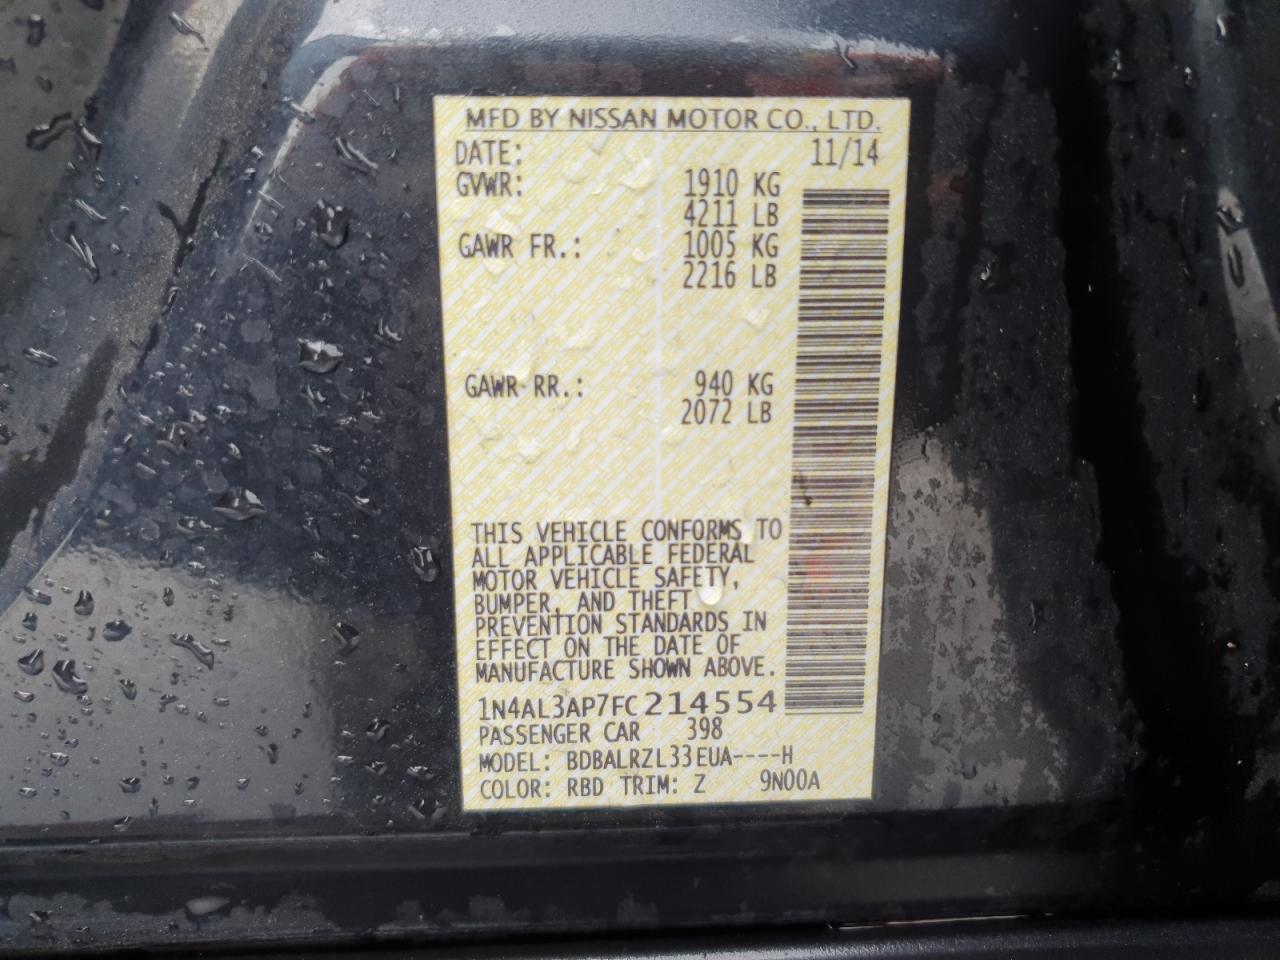 MFD BY NISSAN MOTOR CO., LTD.
DATE: 11/14
GVWR: 1910 KG
4211 LB
GAWR FR.: 1005 KG
2216 LB
GAWR RR.: 940 KG
2072 LB
THIS VEHICLE CONFORMS TO
ALL APPLICABLE FEDERAL
MOTOR VEHICLE SAFETY,
BUMPER, AND THEFT
PREVENTION STANDARDS IN
EFFECT ON THE DATE OF
MANUFACTURE SHOWN ABOVE.
1N4AL3AP7FC214554
PASSENGER CAR 398
MODEL: BDBALRZL33EUA----H
COLOR: RBD TRIM: Z 9N00A